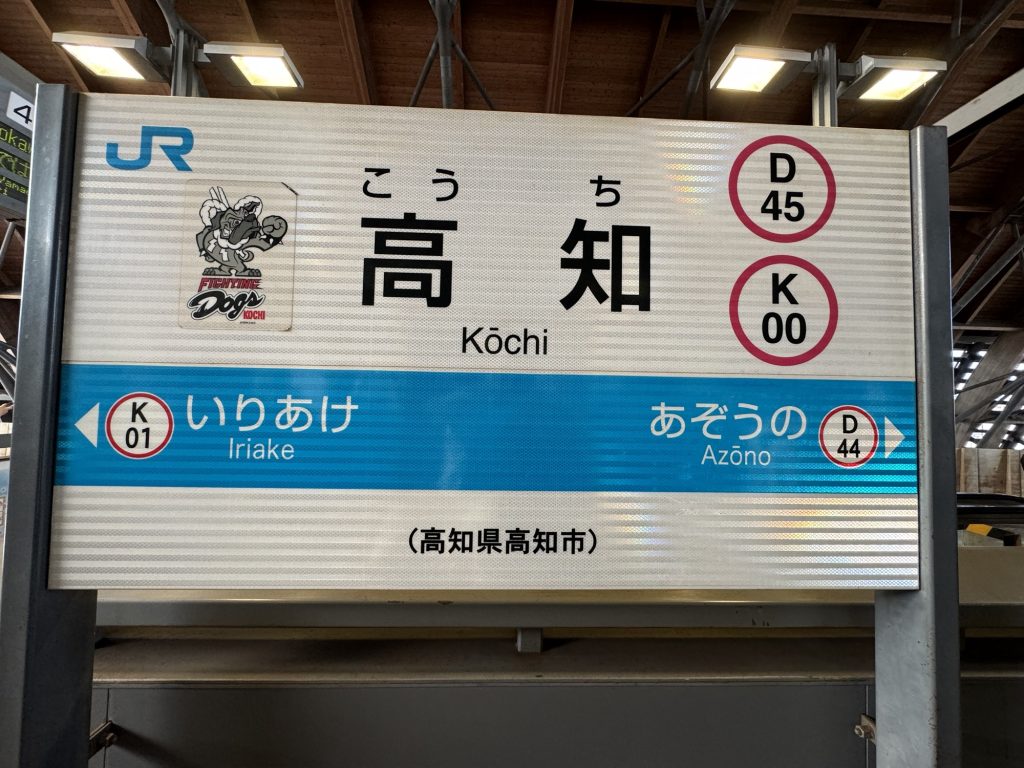 4
JR
こうち
高知
Kōchi
FIGHTING
Dogs
KOCHI
D
45
K
00
K
01
いりあけ
Iriake
あぞうの
Azōno
D
44
(高知県高知市)